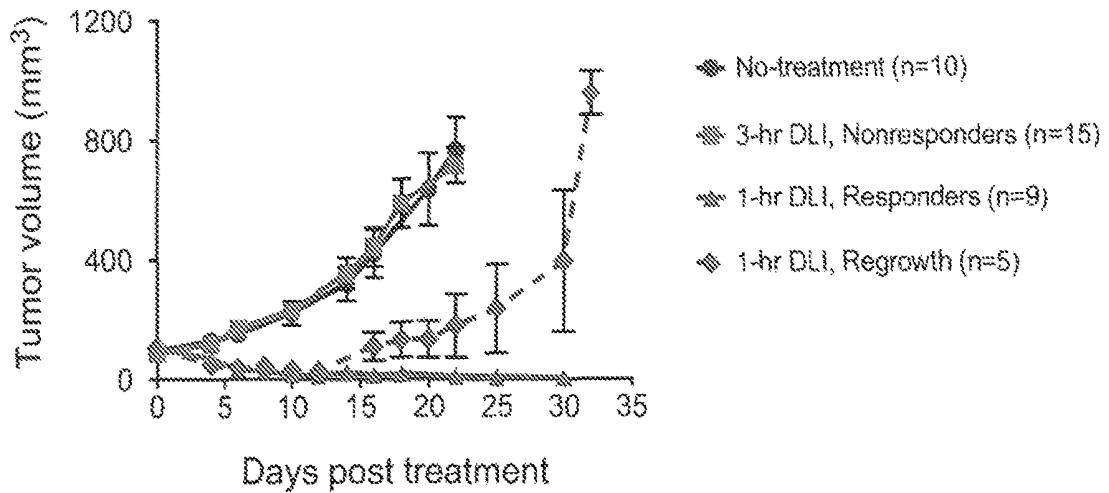 Tumor volume (mm³)
1200
800
400
0
0 5 10 15 20 25 30 35
Days post treatment
No-treatment (n=10)
3-hr DLI, Nonresponders (n=15)
1-hr DLI, Responders (n=9)
1-hr DLI, Regrowth (n=5)